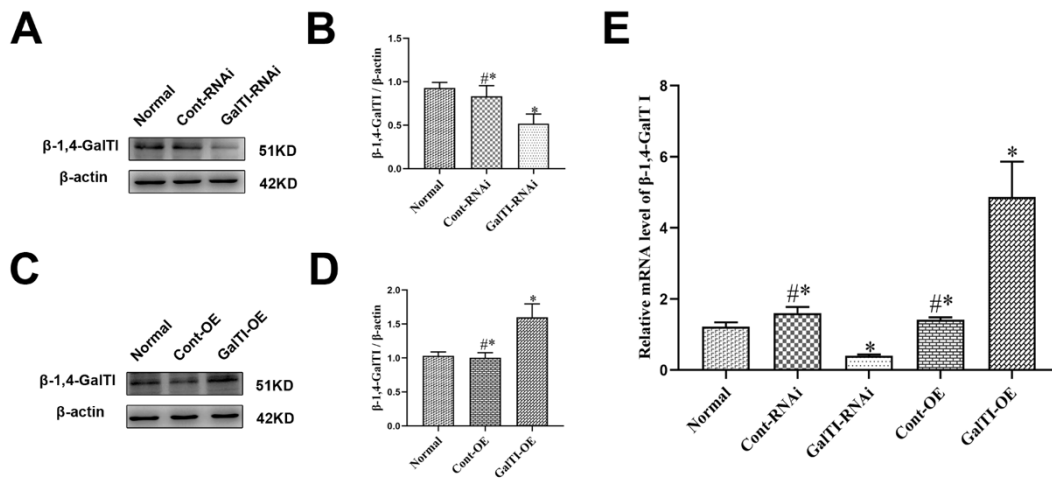 A
Normal
Cont-RNAi
GalTI-RNAi
β-1,4-GalTI
51KD
β-actin
42KD
B
β-1,4-GalTI / β-actin
1.5
1.0
0.5
0.0
#*
*
Normal
Cont-RNAi
GalTI-RNAi
C
Normal
Cont-OE
GalTI-OE
β-1,4-GalTI
51KD
β-actin
42KD
D
β-1,4-GalTI / β-actin
2.0
1.5
1.0
0.5
0.0
#*
*
Normal
Cont-OE
GalTI-OE
E
Relative mRNA level of β-1,4-GalT I
8
6
4
2
0
#*
*
#*
*
Normal
Cont-RNAi
GalTI-RNAi
Cont-OE
GalTI-OE